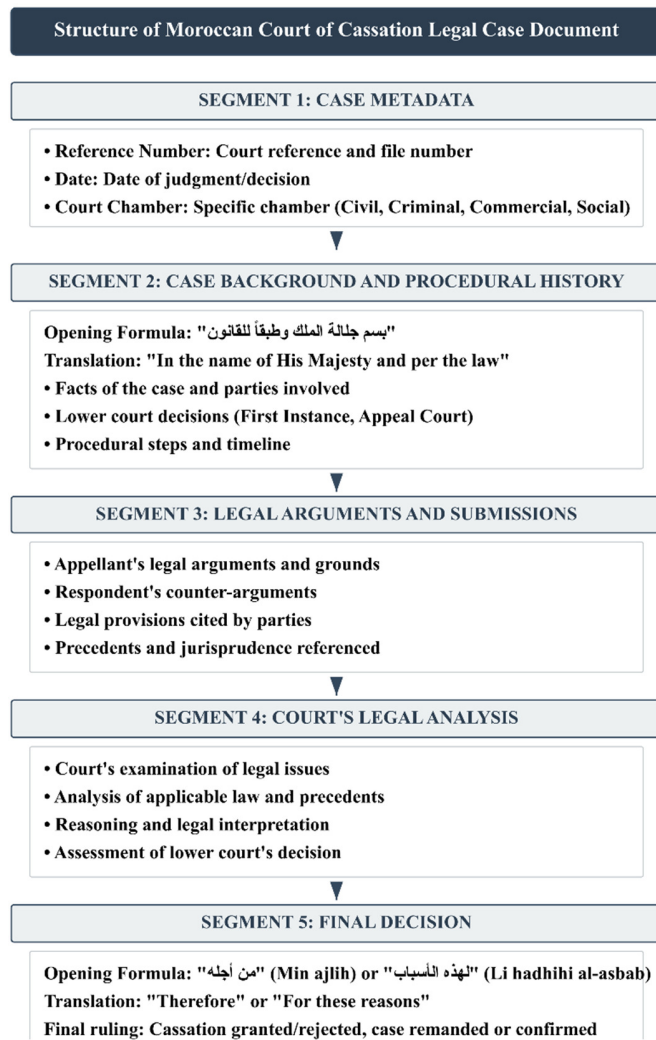 Structure of Moroccan Court of Cassation Legal Case Document
SEGMENT 1: CASE METADATA
• Reference Number: Court reference and file number
• Date: Date of judgment/decision
• Court Chamber: Specific chamber (Civil, Criminal, Commercial, Social)
SEGMENT 2: CASE BACKGROUND AND PROCEDURAL HISTORY
Opening Formula: "بسم جلالة الملك وطبقاً للقانون"
Translation: "In the name of His Majesty and per the law"
• Facts of the case and parties involved
• Lower court decisions (First Instance, Appeal Court)
• Procedural steps and timeline
SEGMENT 3: LEGAL ARGUMENTS AND SUBMISSIONS
• Appellant's legal arguments and grounds
• Respondent's counter-arguments
• Legal provisions cited by parties
• Precedents and jurisprudence referenced
SEGMENT 4: COURT'S LEGAL ANALYSIS
• Court's examination of legal issues
• Analysis of applicable law and precedents
• Reasoning and legal interpretation
• Assessment of lower court's decision
SEGMENT 5: FINAL DECISION
Opening Formula: "من أجله" (Min ajlih) or "لهذه الأسباب" (Li hadhihi al-asbab)
Translation: "Therefore" or "For these reasons"
Final ruling: Cassation granted/rejected, case remanded or confirmed